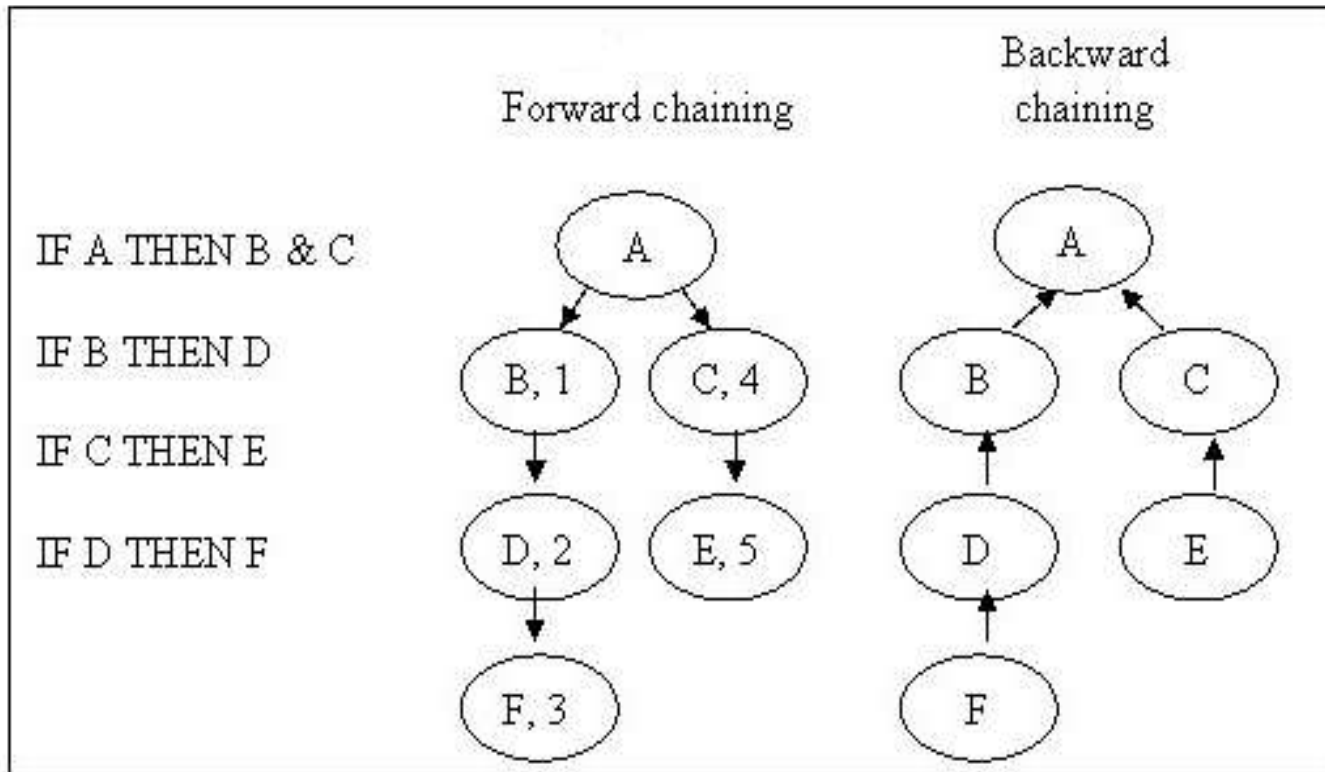 Forward chaining
Backward
chaining
IF A THEN B & C
IF B THEN D
IF C THEN E
IF D THEN F
A
B, 1
C, 4
D, 2
E, 5
F, 3
A
B
C
D
E
F